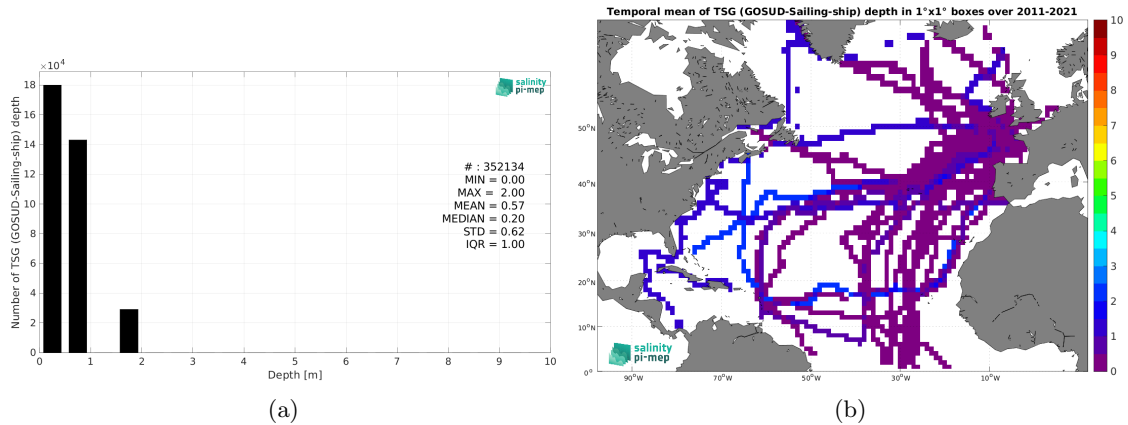 ×10⁴
18
16
14
12
10
8
6
4
2
0
Number of TSG (GOSUD-Sailing-ship) depth
salinity
pi-mep
# : 352134
MIN = 0.00
MAX = 2.00
MEAN = 0.57
MEDIAN = 0.20
STD = 0.62
IQR = 1.00
0 1 2 3 4 5 6 7 8 9 10
Depth [m]
(a)
Temporal mean of TSG (GOSUD-Sailing-ship) depth in 1°x1° boxes over 2011-2021
50°N
40°N
30°N
20°N
10°N
0°
90°W 70°W 50°W 30°W 10°W
salinity
pi-mep
10
9
8
7
6
5
4
3
2
1
0
(b)